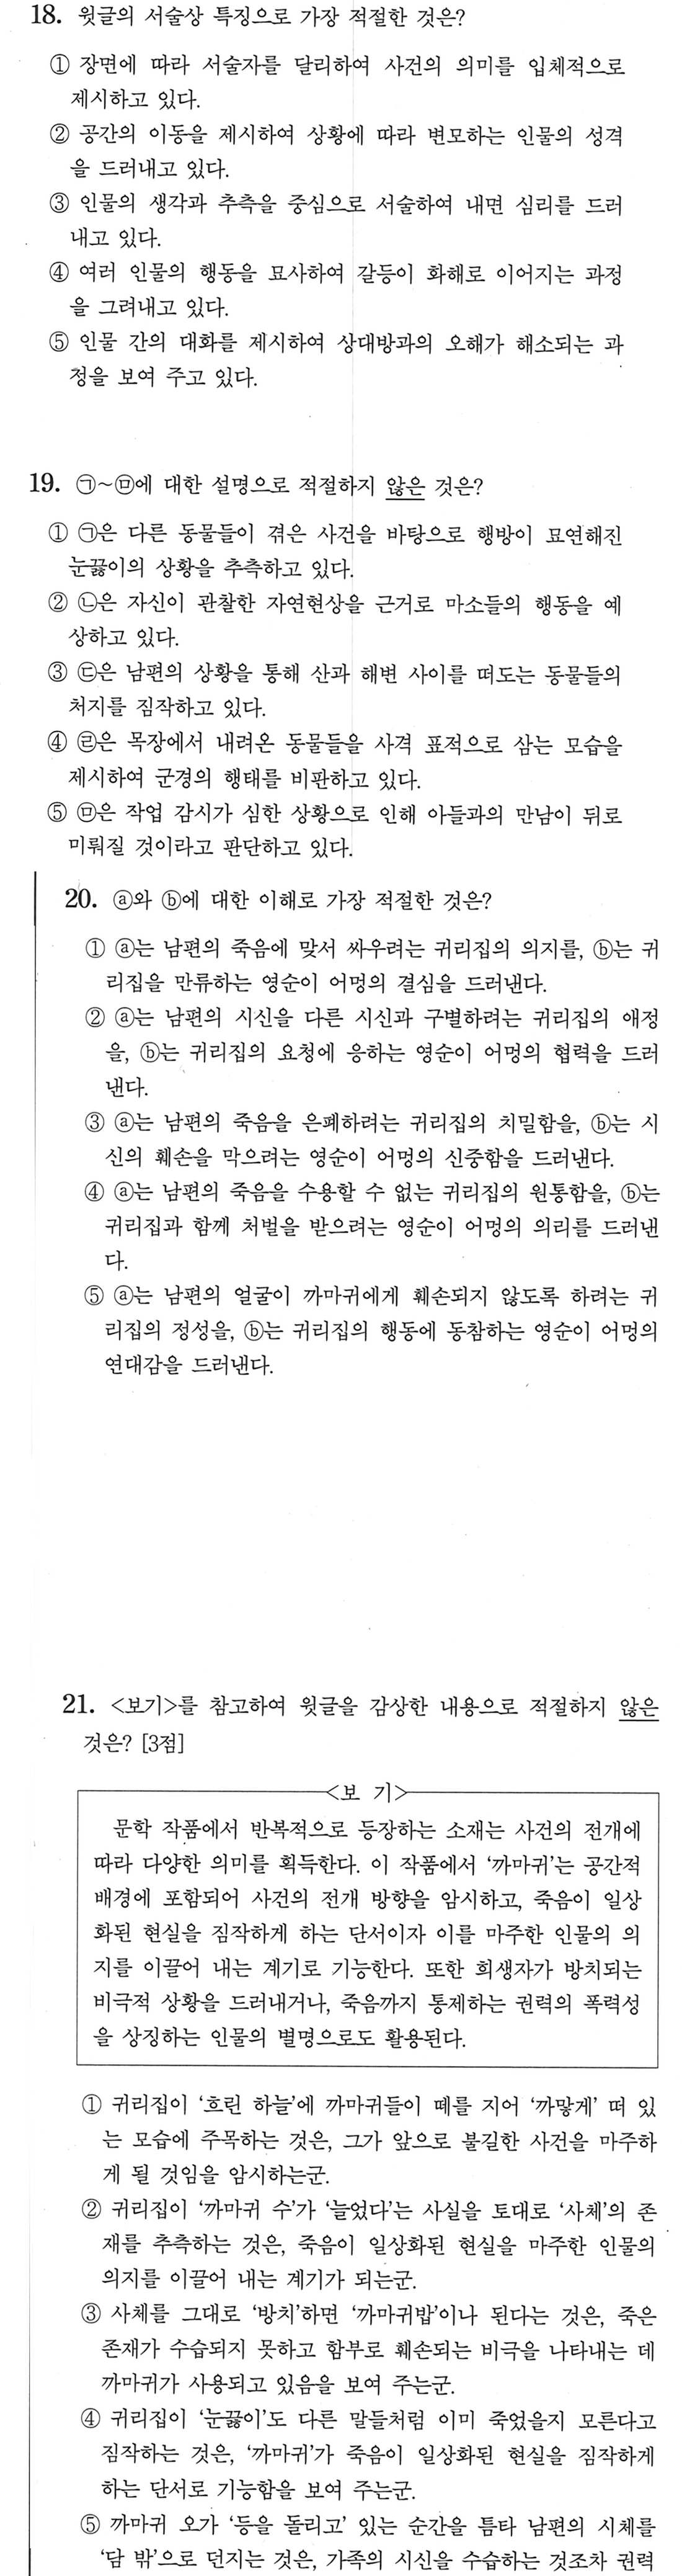 18. 윗글의 서술상 특징으로 가장 적절한 것은?
① 장면에 따라 서술자를 달리하여 사건의 의미를 입체적으로
제시하고 있다.
② 공간의 이동을 제시하여 상황에 따라 변모하는 인물의 성격
을 드러내고 있다.
③ 인물의 생각과 추측을 중심으로 서술하여 내면 심리를 드러
내고 있다.
④ 여러 인물의 행동을 묘사하여 갈등이 화해로 이어지는 과정
을 그려내고 있다.
⑤ 인물 간의 대화를 제시하여 상대방과의 오해가 해소되는 과
정을 보여 주고 있다.
19. ㉠~㉤에 대한 설명으로 적절하지 않은 것은?
① ㉠은 다른 동물들이 겪은 사건을 바탕으로 행방이 묘연해진
눈끓이의 상황을 추측하고 있다.
② ㉡은 자신이 관찰한 자연현상을 근거로 마소들의 행동을 예
상하고 있다.
③ ㉢은 남편의 상황을 통해 산과 해변 사이를 떠도는 동물들의
처지를 짐작하고 있다.
④ ㉣은 목장에서 내려온 동물들을 사격 표적으로 삼는 모습을
제시하여 군경의 행태를 비판하고 있다.
⑤ ㉤은 작업 감시가 심한 상황으로 인해 아들과의 만남이 뒤로
미뤄질 것이라고 판단하고 있다.
20. ⓐ와 ⓑ에 대한 이해로 가장 적절한 것은?
① ⓐ는 남편의 죽음에 맞서 싸우려는 귀리집의 의지를, ⓑ는 귀
리집을 만류하는 영순이 어멍의 결심을 드러낸다.
② ⓐ는 남편의 시신을 다른 시신과 구별하려는 귀리집의 애정
을, ⓑ는 귀리집의 요청에 응하는 영순이 어멍의 협력을 드러
낸다.
③ ⓐ는 남편의 죽음을 은폐하려는 귀리집의 치밀함을, ⓑ는 시
신의 훼손을 막으려는 영순이 어멍의 신중함을 드러낸다.
④ ⓐ는 남편의 죽음을 수용할 수 없는 귀리집의 원통함을, ⓑ는
귀리집과 함께 처벌을 받으려는 영순이 어멍의 의리를 드러낸
다.
⑤ ⓐ는 남편의 얼굴이 까마귀에게 훼손되지 않도록 하려는 귀
리집의 정성을, ⓑ는 귀리집의 행동에 동참하는 영순이 어멍의
연대감을 드러낸다.
21. <보기>를 참고하여 윗글을 감상한 내용으로 적절하지 않은
것은? [3점]
<보 기>
문학 작품에서 반복적으로 등장하는 소재는 사건의 전개에
따라 다양한 의미를 획득한다. 이 작품에서 '까마귀'는 공간적
배경에 포함되어 사건의 전개 방향을 암시하고, 죽음이 일상
화된 현실을 짐작하게 하는 단서이자 이를 마주한 인물의 의
지를 이끌어 내는 계기로 기능한다. 또한 희생자가 방치되는
비극적 상황을 드러내거나, 죽음까지 통제하는 권력의 폭력성
을 상징하는 인물의 별명으로도 활용된다.
① 귀리집이 '흐린 하늘'에 까마귀들이 떼를 지어 '까맣게' 떠 있
는 모습에 주목하는 것은, 그가 앞으로 불길한 사건을 마주하
게 될 것임을 암시하는군.
② 귀리집이 '까마귀 수'가 '늘었다'는 사실을 토대로 '사체'의 존
재를 추측하는 것은, 죽음이 일상화된 현실을 마주한 인물의
의지를 이끌어 내는 계기가 되는군.
③ 사체를 그대로 '방치'하면 '까마귀밥'이나 된다는 것은, 죽은
존재가 수습되지 못하고 함부로 훼손되는 비극을 나타내는 데
까마귀가 사용되고 있음을 보여 주는군.
④ 귀리집이 '눈끓이'도 다른 말들처럼 이미 죽었을지 모른다고
짐작하는 것은, '까마귀'가 죽음이 일상화된 현실을 짐작하게
하는 단서로 기능함을 보여 주는군.
⑤ 까마귀 오가 '등을 돌리고' 있는 순간을 틈타 남편의 시체를
'담 밖'으로 던지는 것은, 가족의 시신을 수습하는 것조차 권력